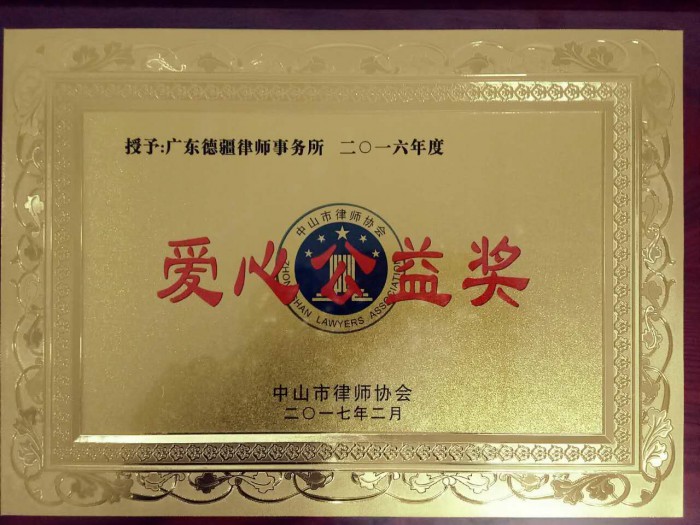 授予:广东德疆律师事务所 二〇一六年度
中山市律师协会
爱心公益奖
ZHONGSHAN LAWYERS ASSOCIATION
中山市律师协会
二〇一七年二月